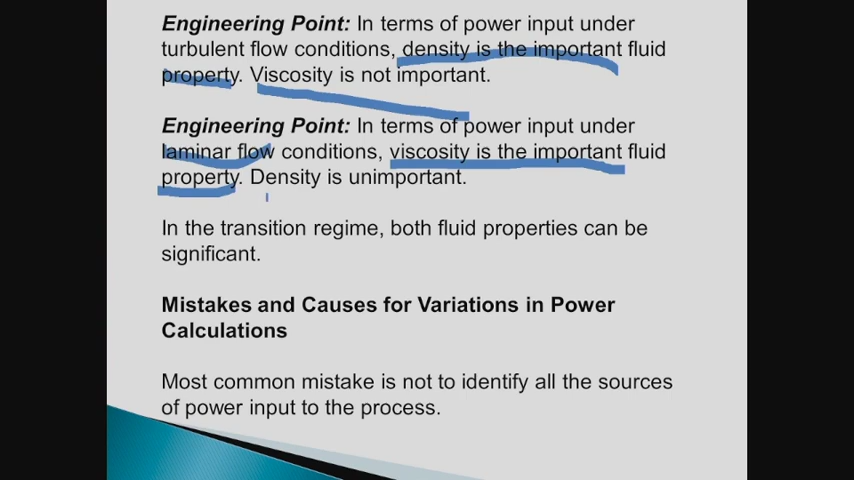 Engineering Point: In terms of power input under
turbulent flow conditions, density is the important fluid
property. Viscosity is not important.
Engineering Point: In terms of power input under
laminar flow conditions, viscosity is the important fluid
property. Density is unimportant.
In the transition regime, both fluid properties can be
significant.
Mistakes and Causes for Variations in Power
Calculations
Most common mistake is not to identify all the sources
of power input to the process.